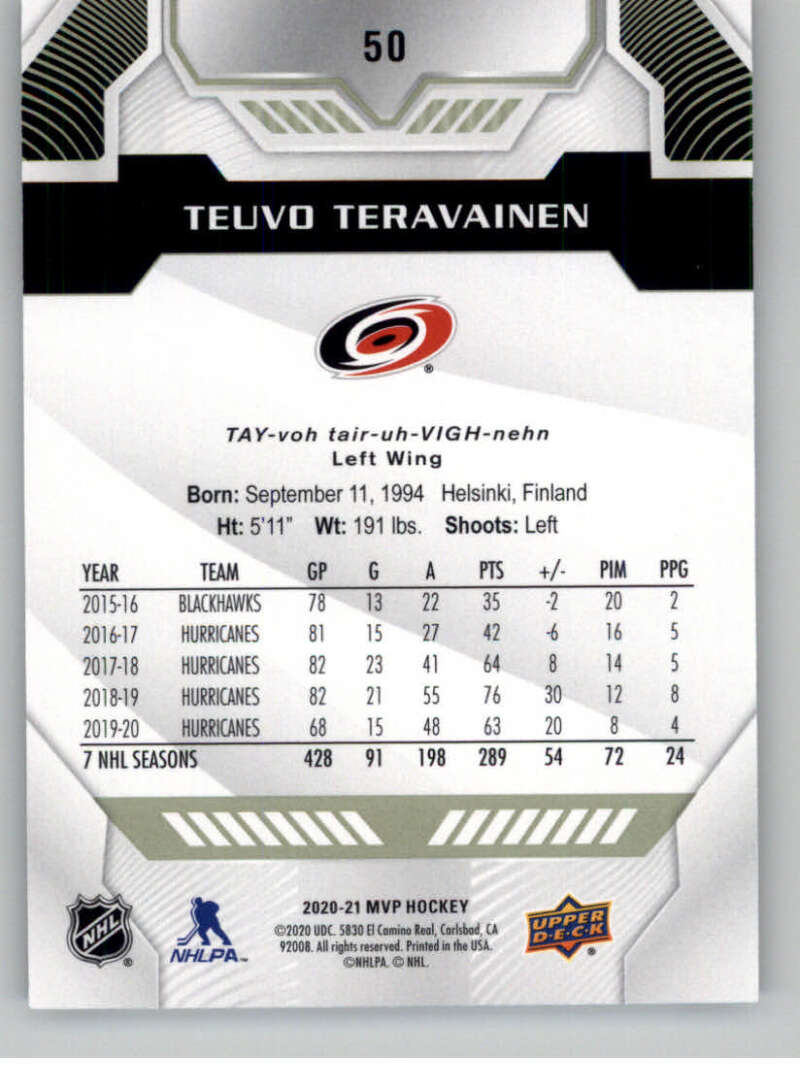 50
TEUVO TERAVAINEN
®
TAY-voh tair-uh-VIGH-nehn
Left Wing
Born: September 11, 1994 Helsinki, Finland
Ht: 5'11" Wt: 191 lbs. Shoots: Left
YEAR TEAM GP G A PTS +/- PIM PPG
2015-16 BLACKHAWKS 78 13 22 35 -2 20 2
2016-17 HURRICANES 81 15 27 42 -6 16 5
2017-18 HURRICANES 82 23 41 64 8 14 5
2018-19 HURRICANES 82 21 55 76 30 12 8
2019-20 HURRICANES 68 15 48 63 20 8 4
7 NHL SEASONS 428 91 198 289 54 72 24
NHL ®
NHLPA™
2020-21 MVP HOCKEY
©2020 UDC. 5830 El Camino Real, Carlsbad, CA
92008. All rights reserved. Printed in the USA.
©NHLPA. © NHL.
UPPER
D·E·C·K ®